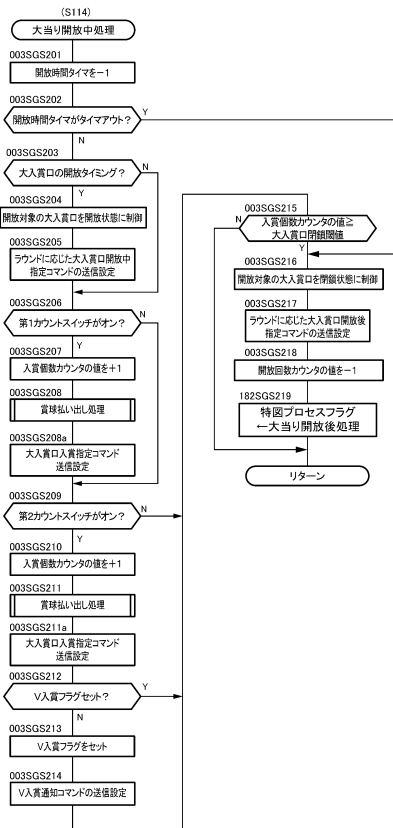 (S114)
大当り開放中処理
003SGS201
開放時間タイマを−1
003SGS202
開放時間タイマがタイムアウト？
Y
N
003SGS203
大入賞口の開放タイミング？
N
Y
003SGS204
開放対象の大入賞口を開放状態に制御
003SGS205
ラウンドに応じた大入賞口開放中
指定コマンドの送信設定
003SGS206
第1カウントスイッチがオン？
N
Y
003SGS207
入賞個数カウンタの値を+1
003SGS208
賞球払い出し処理
003SGS208a
大入賞口入賞指定コマンド
送信設定
003SGS209
第2カウントスイッチがオン？
N
Y
003SGS210
入賞個数カウンタの値を+1
003SGS211
賞球払い出し処理
003SGS211a
大入賞口入賞指定コマンド
送信設定
003SGS212
V入賞フラグセット？
Y
N
003SGS213
V入賞フラグをセット
003SGS214
V入賞通知コマンドの送信設定
003SGS215
N
入賞個数カウンタの値≧
大入賞口閉鎖閾値
Y
003SGS216
開放対象の大入賞口を閉鎖状態に制御
003SGS217
ラウンドに応じた大入賞口開放後
指定コマンドの送信設定
003SGS218
開放回数カウンタの値を−1
182SGS219
特図プロセスフラグ
←大当り開放後処理
リターン